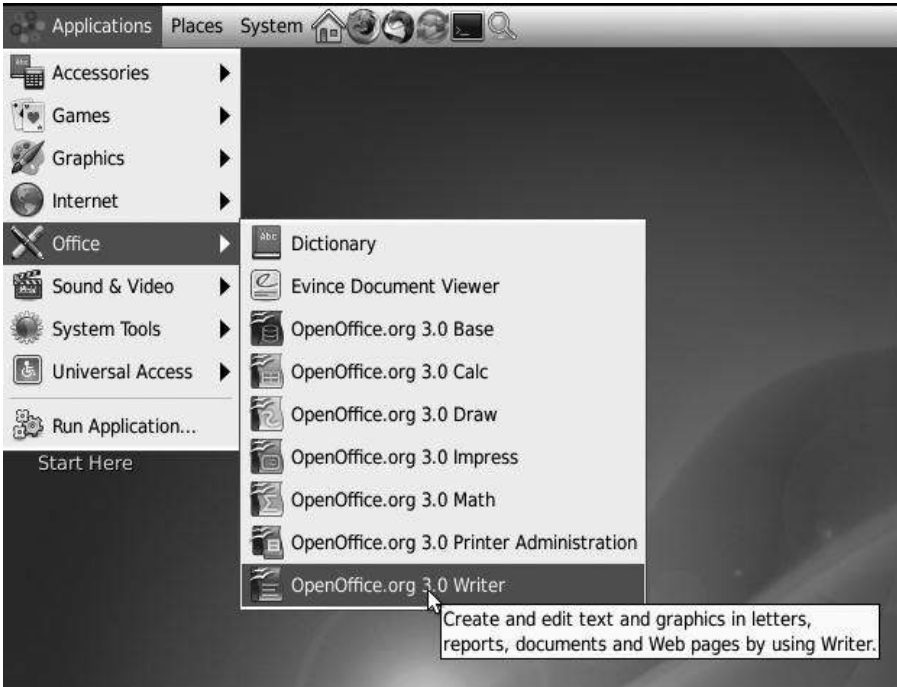 Applications Places System
Accessories
Games
Graphics
Internet
Office
Sound & Video
System Tools
Universal Access
Run Application...
Start Here
Abc Dictionary
Evince Document Viewer
OpenOffice.org 3.0 Base
OpenOffice.org 3.0 Calc
OpenOffice.org 3.0 Draw
OpenOffice.org 3.0 Impress
OpenOffice.org 3.0 Math
OpenOffice.org 3.0 Printer Administration
OpenOffice.org 3.0 Writer
Create and edit text and graphics in letters,
reports, documents and Web pages by using Writer.